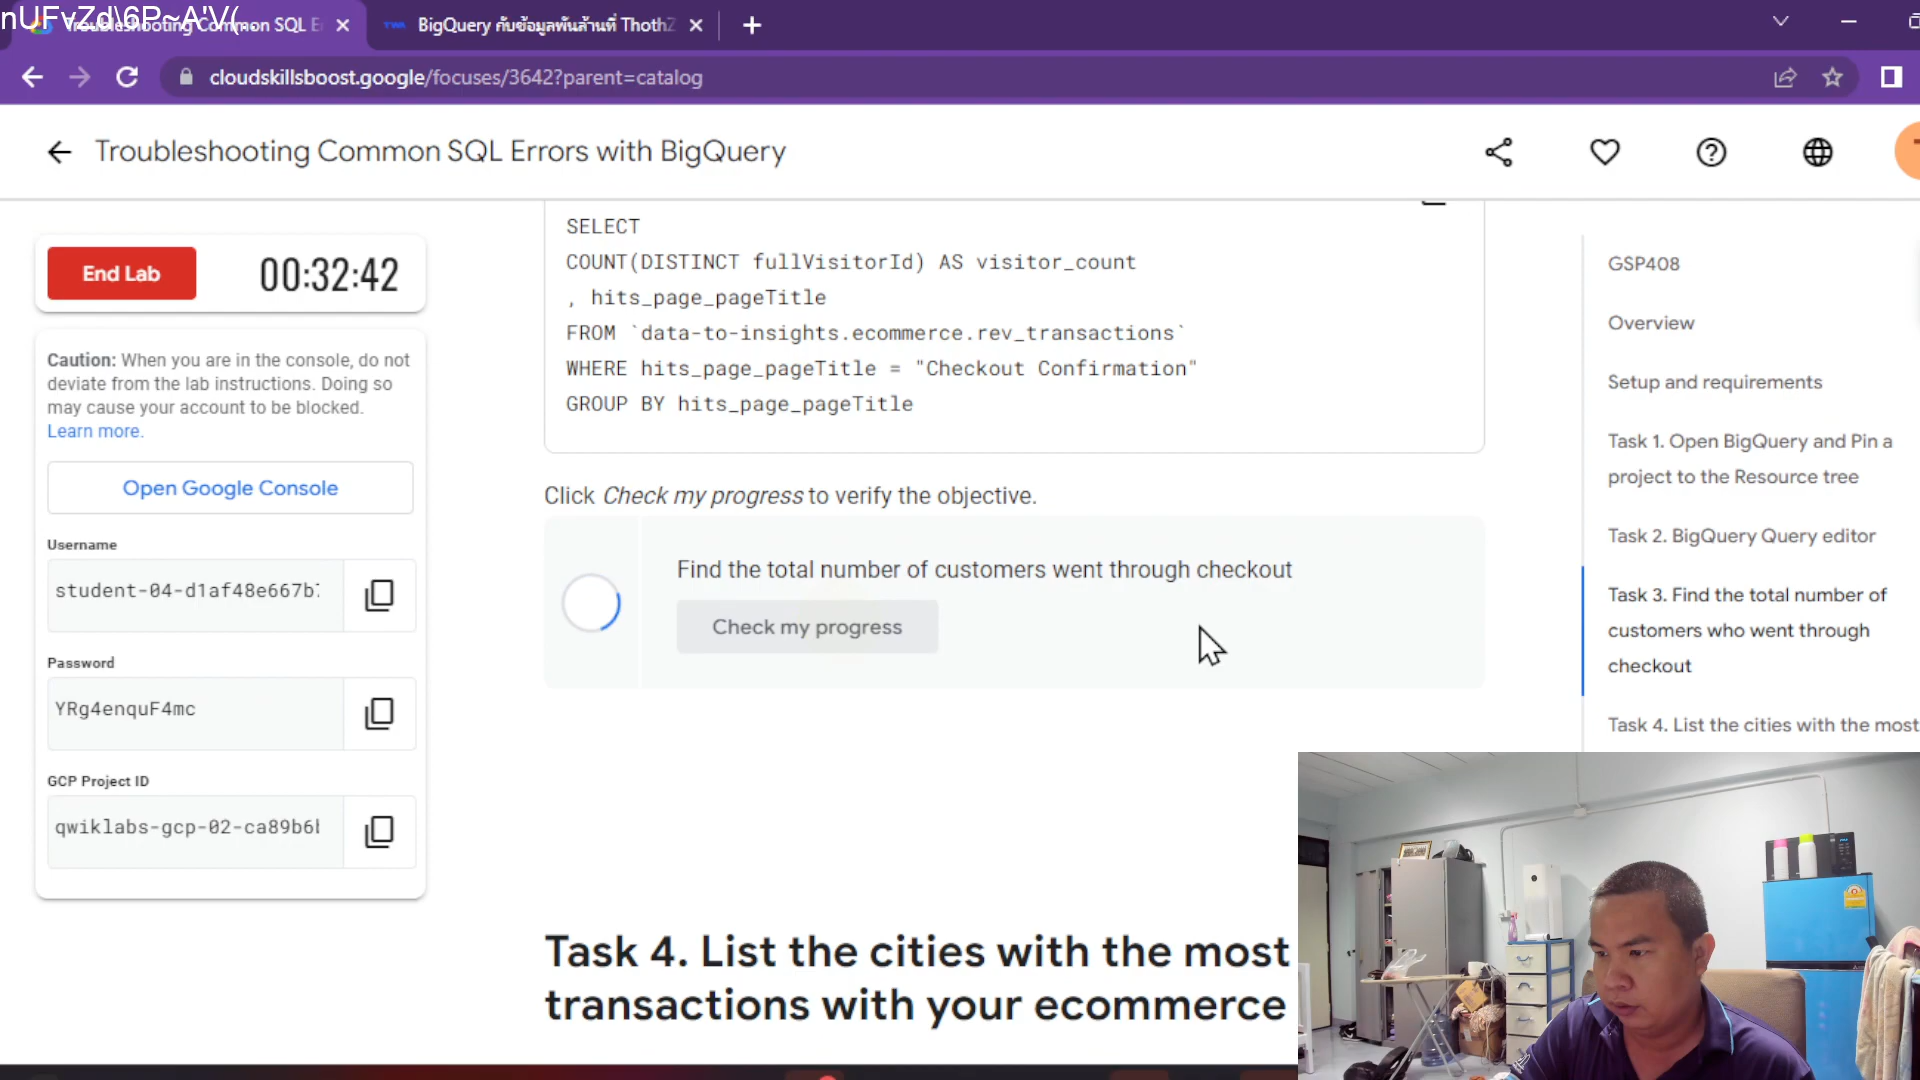 nUFvZd\6P~A'V(..
Troubleshooting Common SQL E
BigQuery กับข้อมูลพันล้านที่ ThothZ
cloudskillsboost.google/focuses/3642?parent=catalog
Troubleshooting Common SQL Errors with BigQuery
End Lab
00:32:42
Caution: When you are in the console, do not
deviate from the lab instructions. Doing so
may cause your account to be blocked.
Learn more.
Open Google Console
Username
student-04-d1af48e667b
Password
YRg4enquF4mc
GCP Project ID
qwiklabs-gcp-02-ca89b6
SELECT
COUNT(DISTINCT fullVisitorId) AS visitor_count
, hits_page_pageTitle
FROM `data-to-insights.ecommerce.rev_transactions`
WHERE hits_page_pageTitle = "Checkout Confirmation"
GROUP BY hits_page_pageTitle
Click Check my progress to verify the objective.
Find the total number of customers went through checkout
Check my progress
Task 4. List the cities with the most
transactions with your ecommerce
GSP408
Overview
Setup and requirements
Task 1. Open BigQuery and Pin a
project to the Resource tree
Task 2. BigQuery Query editor
Task 3. Find the total number of
customers who went through
checkout
Task 4. List the cities with the most